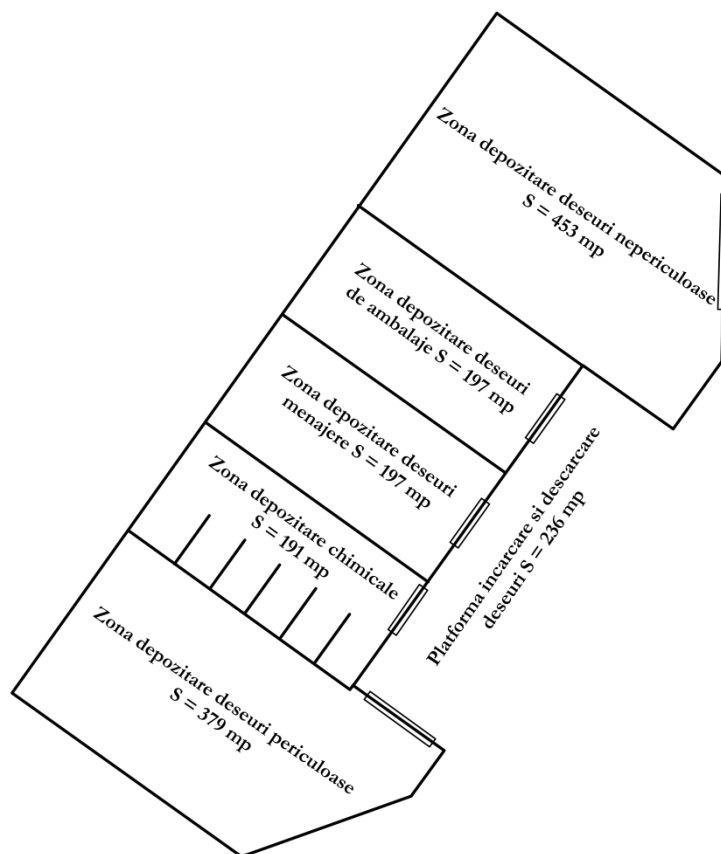 Zona depozitare deseuri nepericuloase
S = 453 mp
Zona depozitare deseuri
de ambalaje S = 197 mp
Zona depozitare deseuri
menajere S = 197 mp
Zona depozitare chimicale
S = 191 mp
Platforma incarcare si descarcare
deseuri S = 236 mp
Zona depozitare deseuri periculoase
S = 379 mp